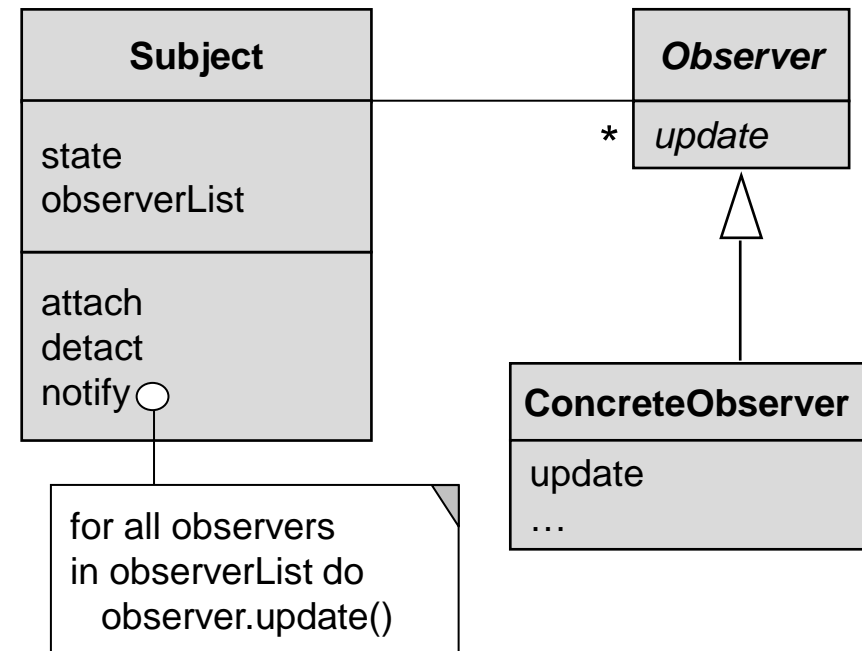 Subject
state
observerList
attach
detact
notify
for all observers
in observerList do
observer.update()
Observer
*
update
ConcreteObserver
update
…